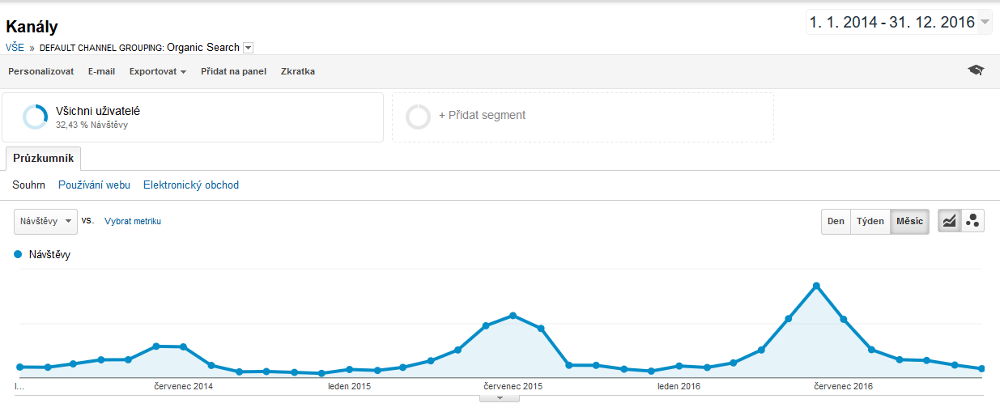 Kanály
1. 1. 2014 - 31. 12. 2016
VŠE » DEFAULT CHANNEL GROUPING: Organic Search
Personalizovat E-mail Exportovat Přidat na panel Zkratka
Všichni uživatelé
32,43 % Návštěvy
+ Přidat segment
Průzkumník
Souhrn Používání webu Elektronický obchod
Návštěvy vs. Vybrat metriku
Den Týden Měsíc
Návštěvy
l… červenec 2014 leden 2015 červenec 2015 leden 2016 červenec 2016